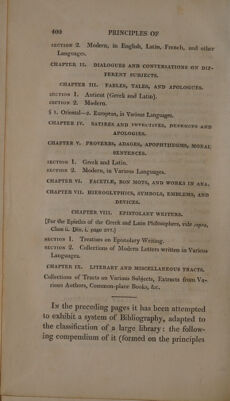 400 PRINCIPLES OF
SECTION 2. Modern, in English, Latin, French, and other
Languages.
CHAPTER II. DIALOGUES AND CONVERSATIONS ON DIF-
FERENT SUBJECTS.
CHAPTER III. FABLES, TALES, AND APOLOGUES.
SECTION 1. Antient (Greek and Latin).
SECTION 2. Modern.
§ 1. Oriental—2. European, in Various Languages.
CHAPTER IV. SATIRES AND INVECTIVES, DEFENCES AND
APOLOGIES.
CHAPTER V. PROVERBS, ADAGES, APOPHTHEGMS, MORAL
SENTENCES.
SECTION 1. Greek and Latin.
SECTION 2. Modern, in Various Languages.
CHAPTER VI. FACETIÆ, BON MOTS, AND WORKS IN ANA.
CHAPTER VII. HIEROGLYPHICS, SYMBOLS, EMBLEMS, AND
DEVICES.
CHAPTER VIII. EPISTOLARY WRITERS.
[For the Epistles of the Greek and Latin Philosophers, vide supra,
Class ii. Div. i. page 377.]
SECTION 1. Treatises on Epistolary Writing.
SECTION 2. Collections of Modern Letters written in Various
Languages.
CHAPTER IX. LITERARY AND MISCELLANEOUS TRACTS.
Collections of Tracts on Various Subjects, Extracts from Va-
rious Authors, Common-place Books, &c.
IN the preceding pages it has been attempted
to exhibit a system of Bibliography, adapted to
the classification of a large library: the follow-
ing compendium of it (formed on the principles